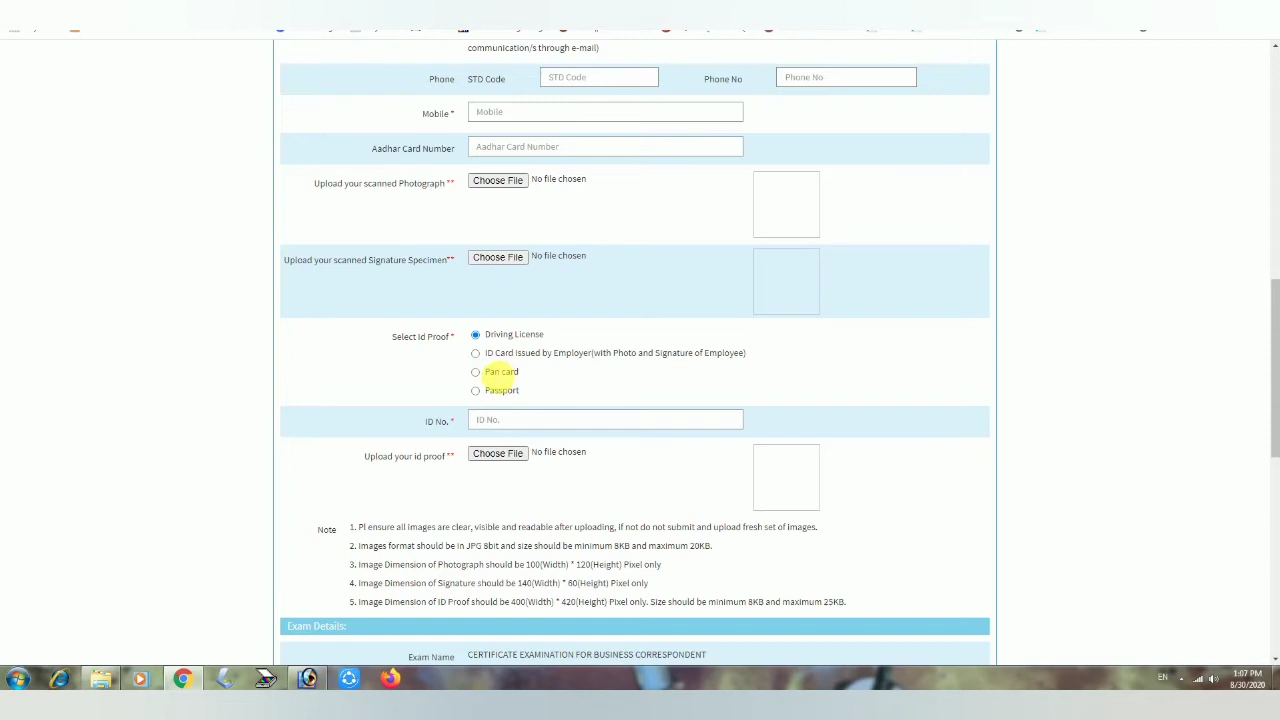 communication/s through e-mail)
Phone STD Code STD Code Phone No Phone No
Mobile * Mobile
Aadhar Card Number Aadhar Card Number
Upload your scanned Photograph ** Choose File No file chosen
Upload your scanned Signature Specimen** Choose File No file chosen
Select Id Proof * Driving License
ID Card Issued by Employer(with Photo and Signature of Employee)
Pan card
Passport
ID No. * ID No.
Upload your id proof ** Choose File No file chosen
Note 1. Pl ensure all images are clear, visible and readable after uploading, if not do not submit and upload fresh set of images.
2. Images format should be in JPG 8bit and size should be minimum 8KB and maximum 20KB.
3. Image Dimension of Photograph should be 100(Width) * 120(Height) Pixel only
4. Image Dimension of Signature should be 140(Width) * 60(Height) Pixel only
5. Image Dimension of ID Proof should be 400(Width) * 420(Height) Pixel only. Size should be minimum 8KB and maximum 25KB.
Exam Details:
Exam Name CERTIFICATE EXAMINATION FOR BUSINESS CORRESPONDENT
EN 1:07 PM
8/30/2020